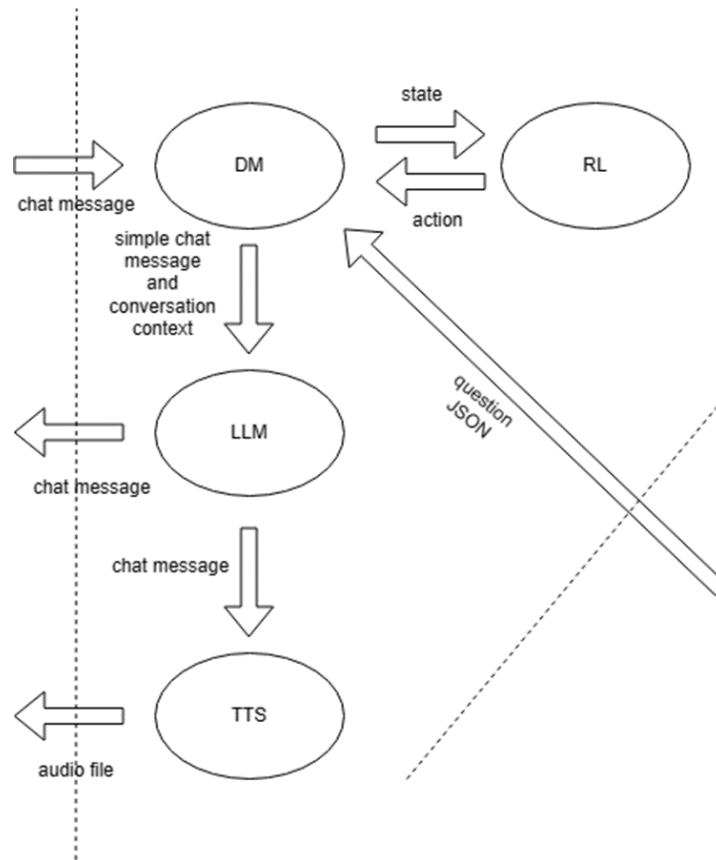 state
DM
RL
chat message
action
simple chat
message
and
conversation
context
question
JSON
LLM
chat message
chat message
TTS
audio file